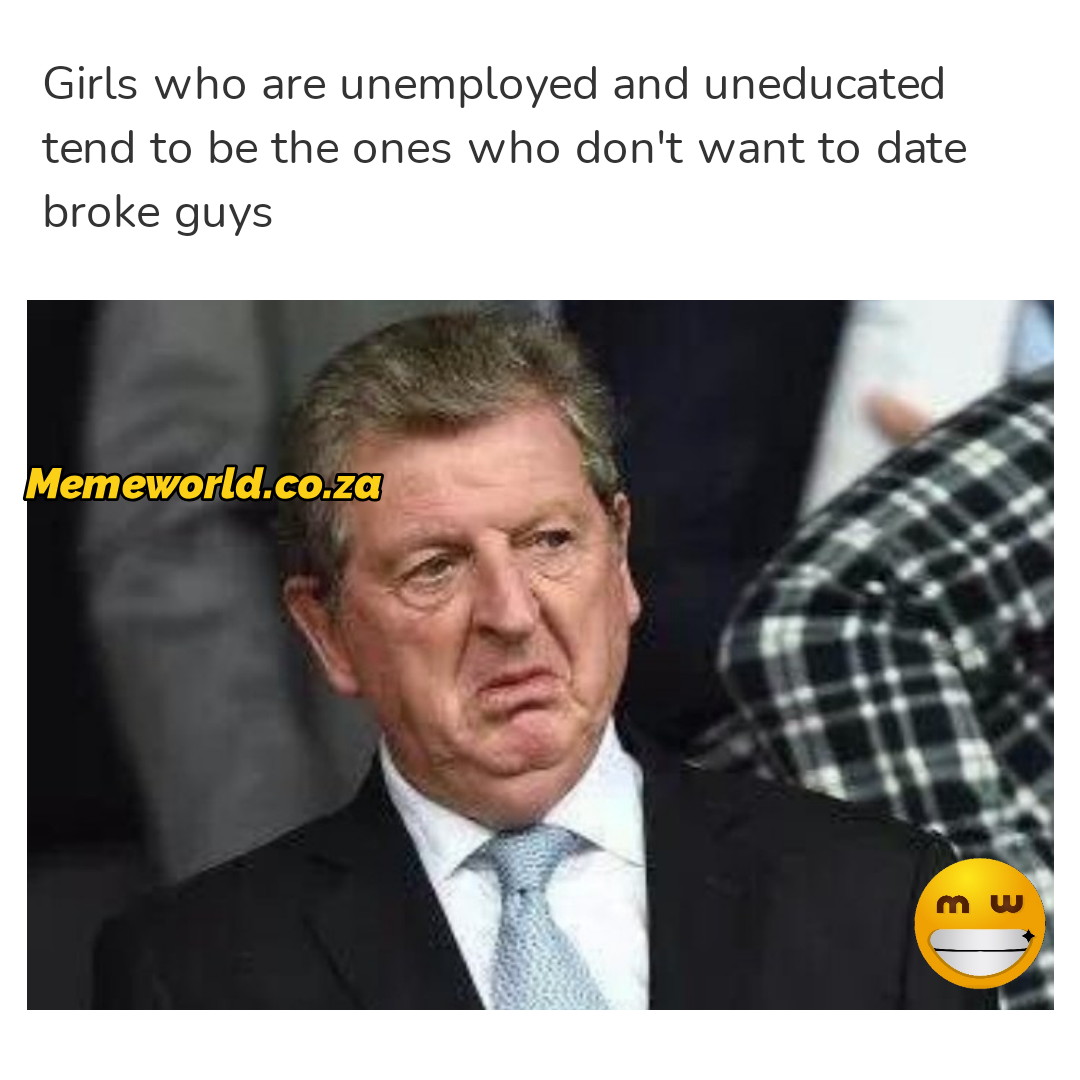 Girls who are unemployed and uneducated
tend to be the ones who don't want to date
broke guys
Memeworld.co.za
m w